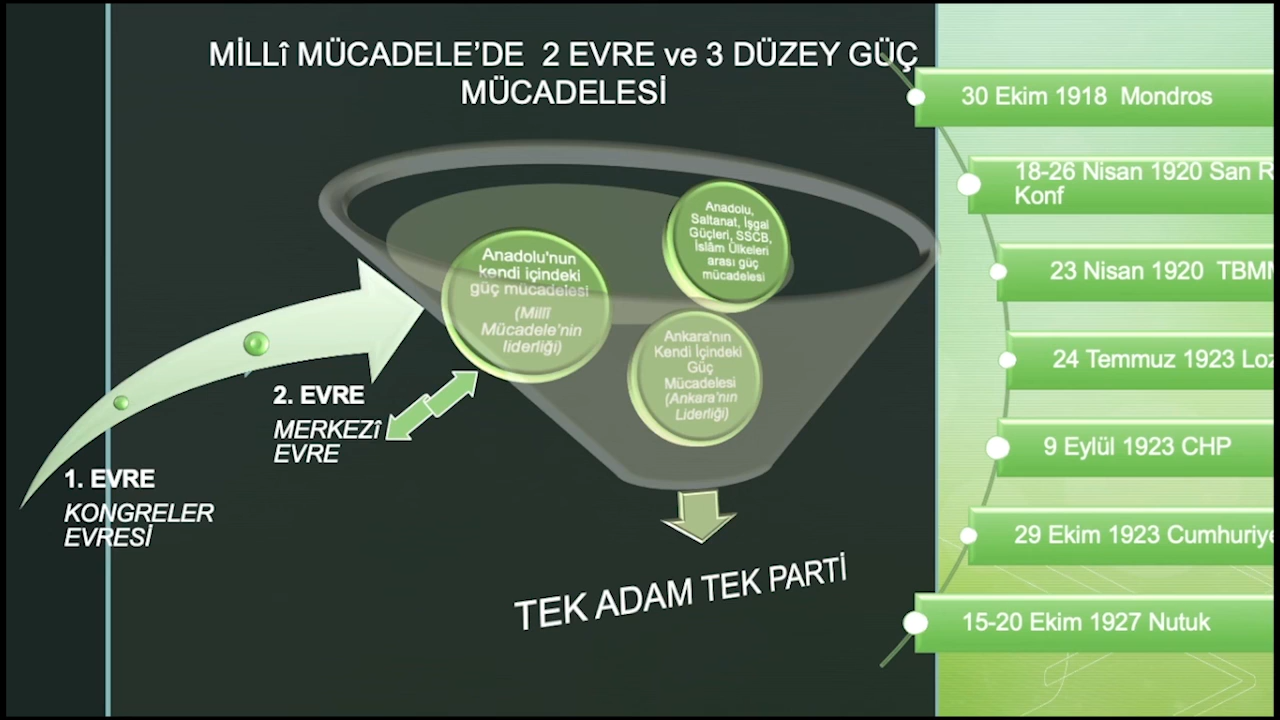 MİLLî MÜCADELE'DE 2 EVRE ve 3 DÜZEY GÜÇ
MÜCADELESİ
1. EVRE
KONGRELER
EVRESİ
2. EVRE
MERKEZî
EVRE
Anadolu'nun
kendi içindeki
güç mücadelesi
(Millî
Mücadele'nin
liderliği)
Anadolu,
Saltanat, İşgal
Güçleri, SSCB,
İslâm Ülkeleri
arası güç
mücadelesi
Ankara'nın
Kendi İçindeki
Güç
Mücadelesi
(Ankara'nın
Liderliği)
TEK ADAM TEK PARTİ
30 Ekim 1918 Mondros
18-26 Nisan 1920 San
Konf
23 Nisan 1920
24 Temmuz 1923
9 Eylül 1923 CHP
29 Ekim 1923
15-20 Ekim 1927 Nutuk